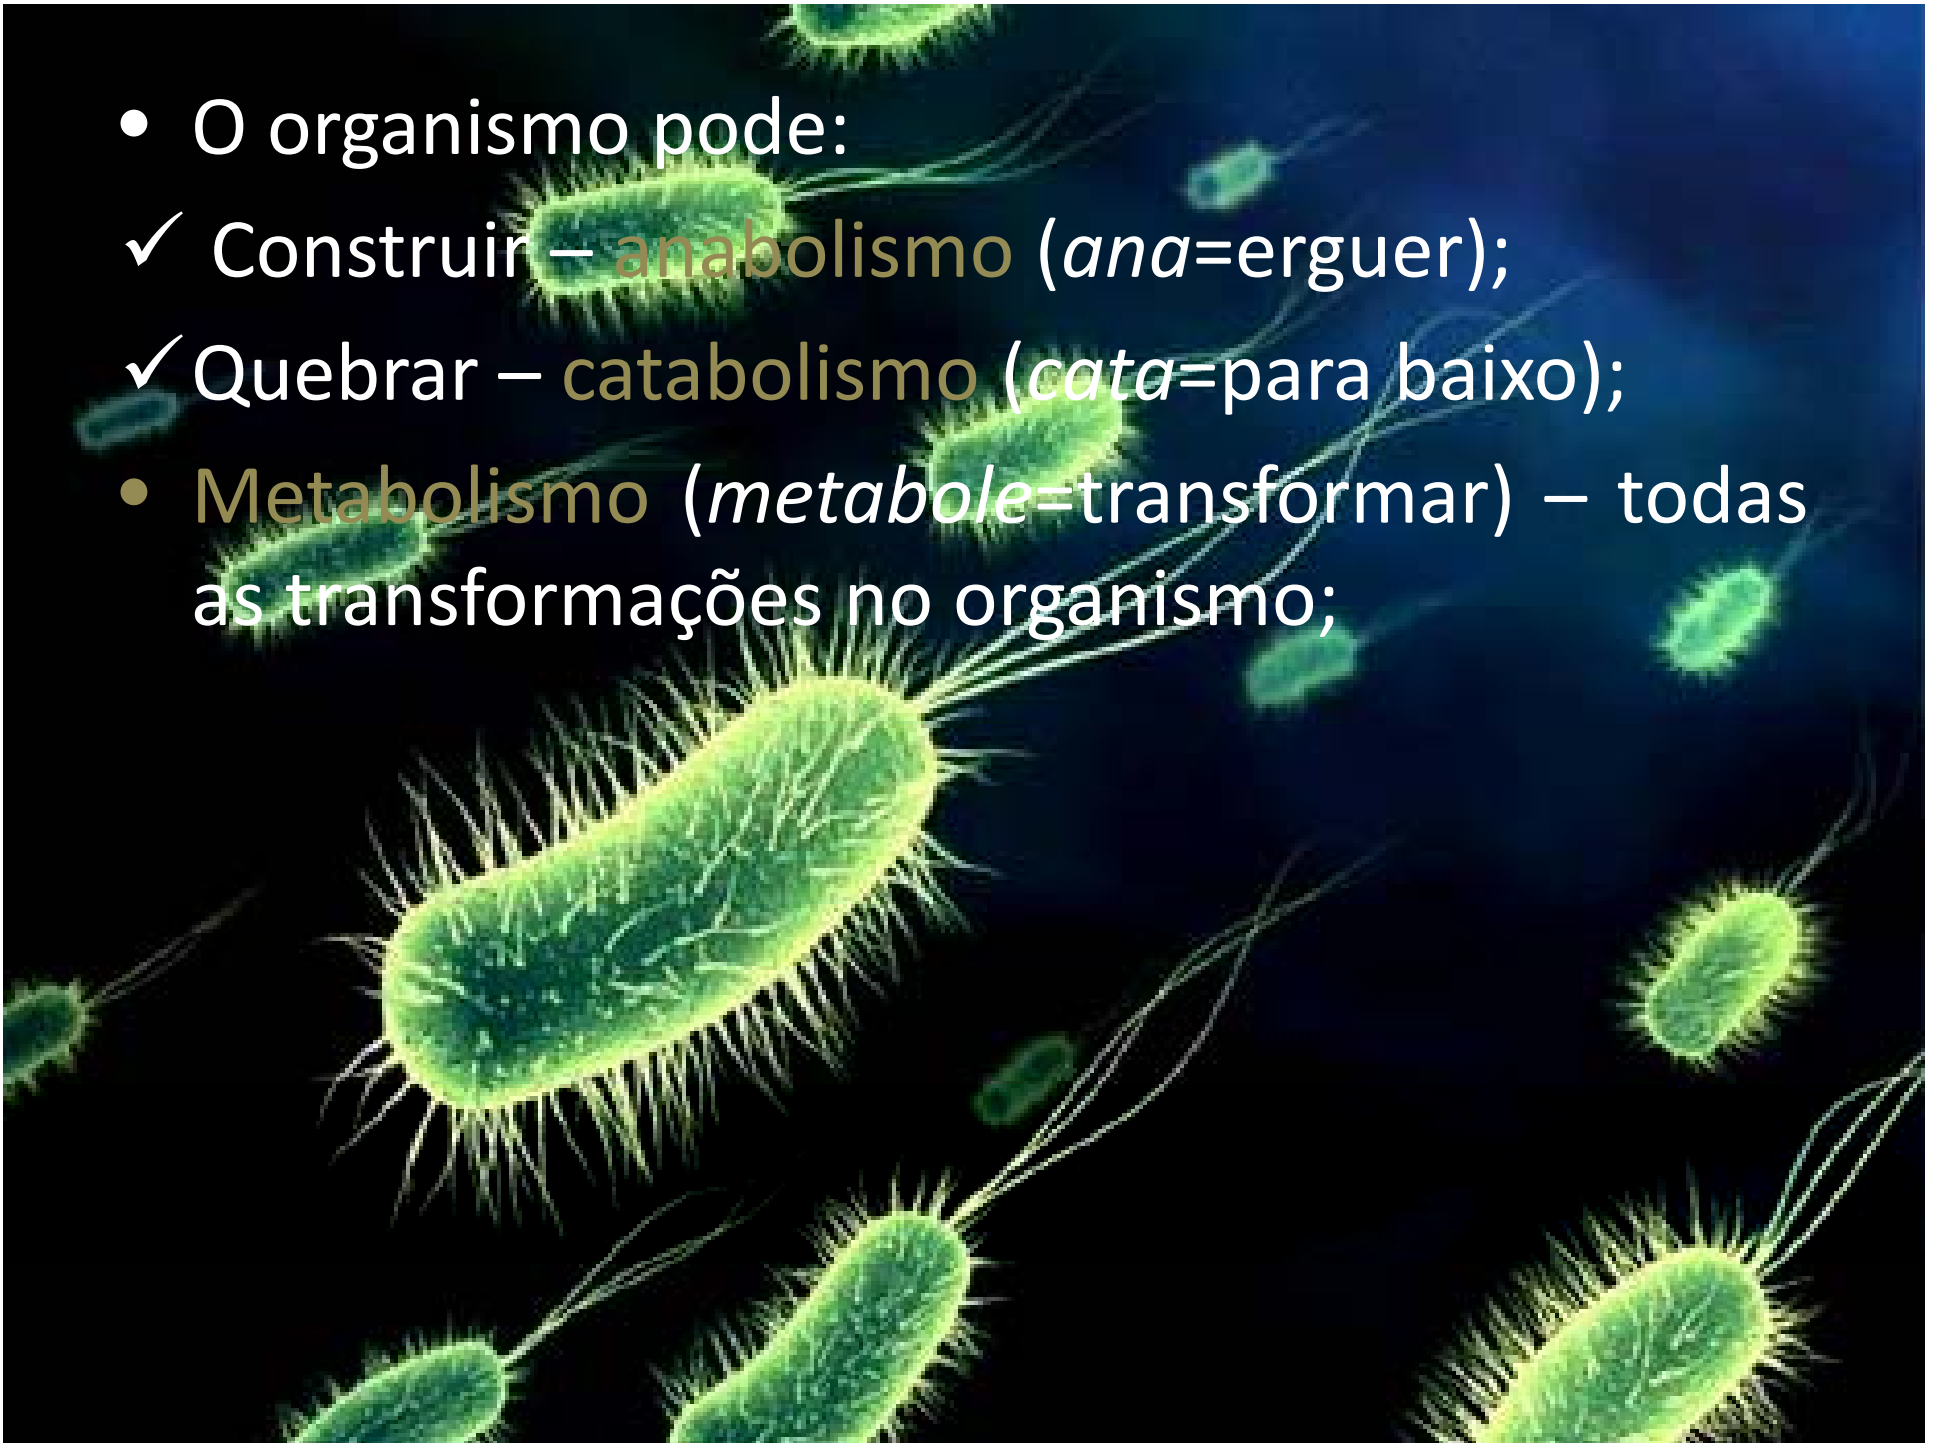 • O organismo pode:
✓ Construir – anabolismo (ana=erguer);
✓ Quebrar – catabolismo (cata=para baixo);
• Metabolismo (metabole=transformar) – todas
as transformações no organismo;